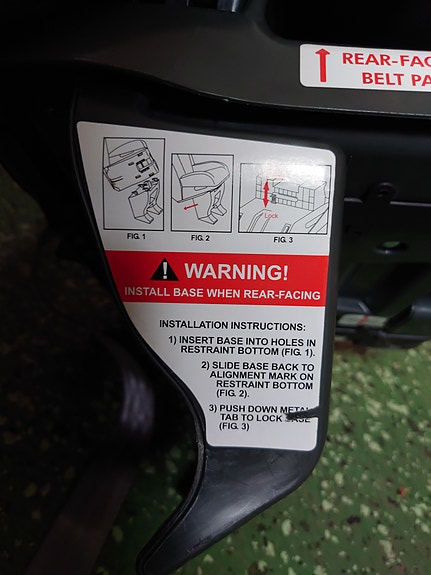 REAR-FAC
BELT PA
Lock
FIG. 1
FIG. 2
FIG. 3
WARNING!
INSTALL BASE WHEN REAR-FACING
INSTALLATION INSTRUCTIONS:
1) INSERT BASE INTO HOLES IN
RESTRAINT BOTTOM (FIG. 1).
2) SLIDE BASE BACK TO
ALIGNMENT MARK ON
RESTRAINT BOTTOM
(FIG. 2).
3) PUSH DOWN METAL
TAB TO LOCK BASE
(FIG. 3)